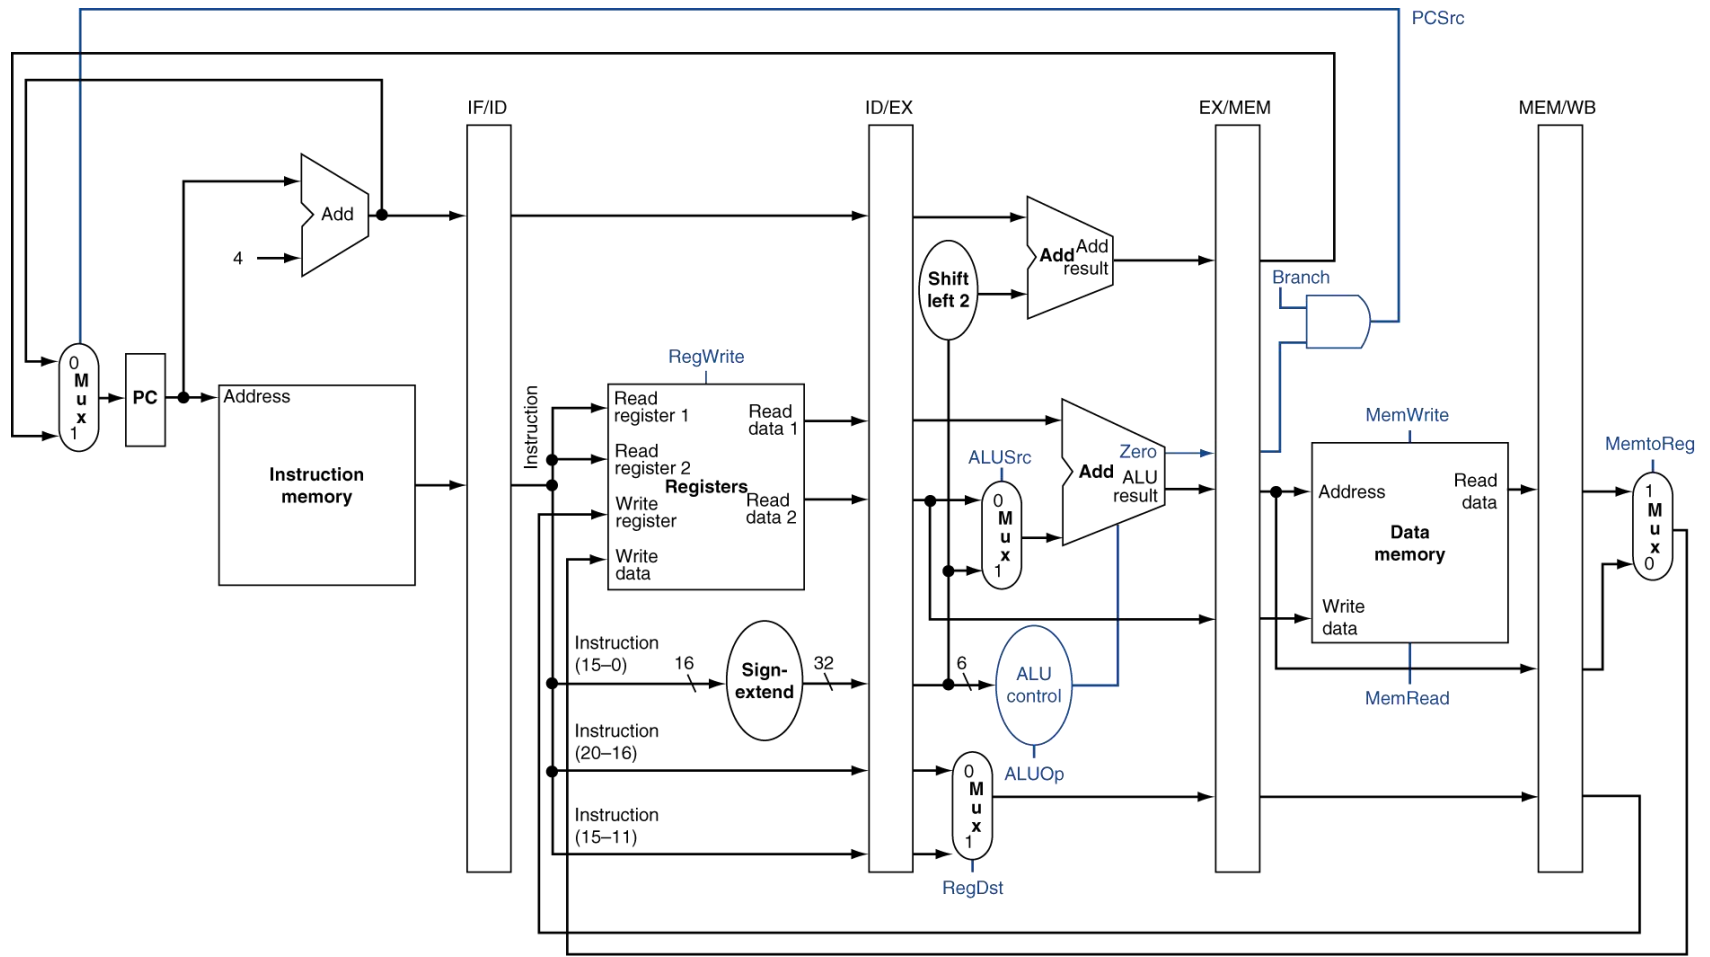 PCSrc
IF/ID
ID/EX
EX/MEM
MEM/WB
Add
4
Shift
left 2
Add
Add
result
Branch
0
M
u
x
1
PC
Address
Instruction
memory
Instruction
RegWrite
Read
register 1
Read
register 2
Write
register
Write
data
Registers
Read
data 1
Read
data 2
ALUSrc
0
M
u
x
1
Zero
Add
ALU
result
MemWrite
Address
Read
data
Data
memory
Write
data
MemRead
MemtoReg
1
M
u
x
0
Instruction
(15–0)
16
Sign-
extend
32
6
ALU
control
ALUOp
Instruction
(20–16)
Instruction
(15–11)
0
M
u
x
1
RegDst